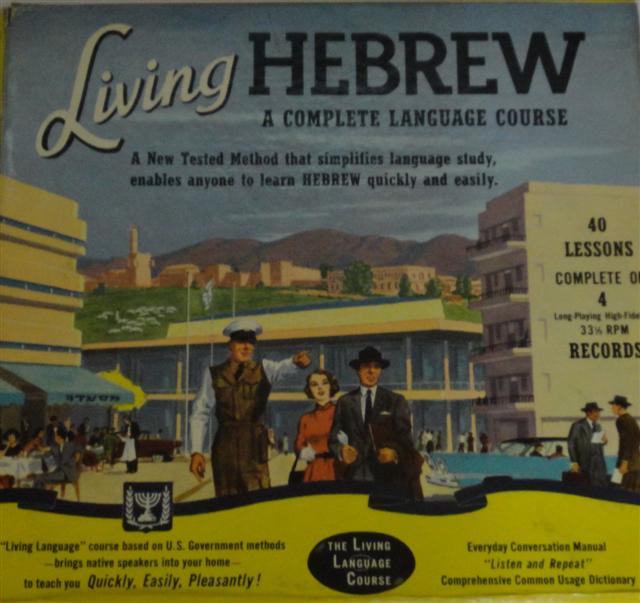 Living HEBREW
A COMPLETE LANGUAGE COURSE
A New Tested Method that simplifies language study,
enables anyone to learn HEBREW quickly and easily.
40
LESSONS
COMPLETE O
4
Long-Playing High-Fide
33⅓ RPM
RECORDS
"Living Language" course based on U.S. Government methods
—brings native speakers into your home—
to teach you Quickly, Easily, Pleasantly!
THE LIVING
LANGUAGE
COURSE
Everyday Conversation Manual
"Listen and Repeat"
Comprehensive Common Usage Dictionary